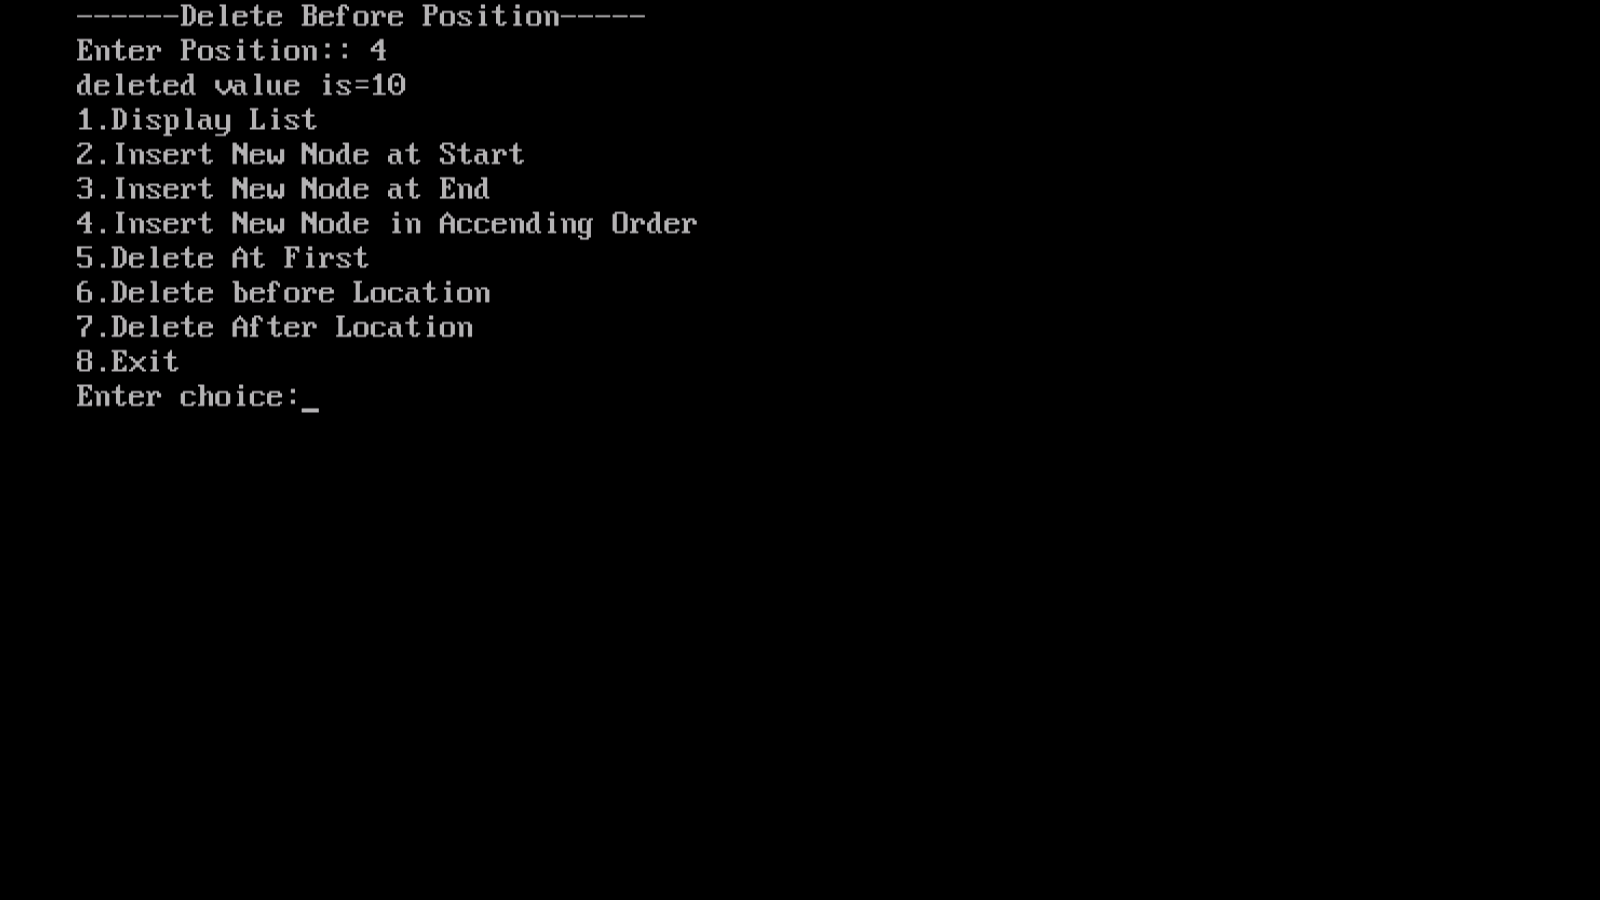 ------Delete Before Position-----
Enter Position:: 4
deleted value is=10
1.Display List
2.Insert New Node at Start
3.Insert New Node at End
4.Insert New Node in Accending Order
5.Delete At First
6.Delete before Location
7.Delete After Location
8.Exit
Enter choice:_